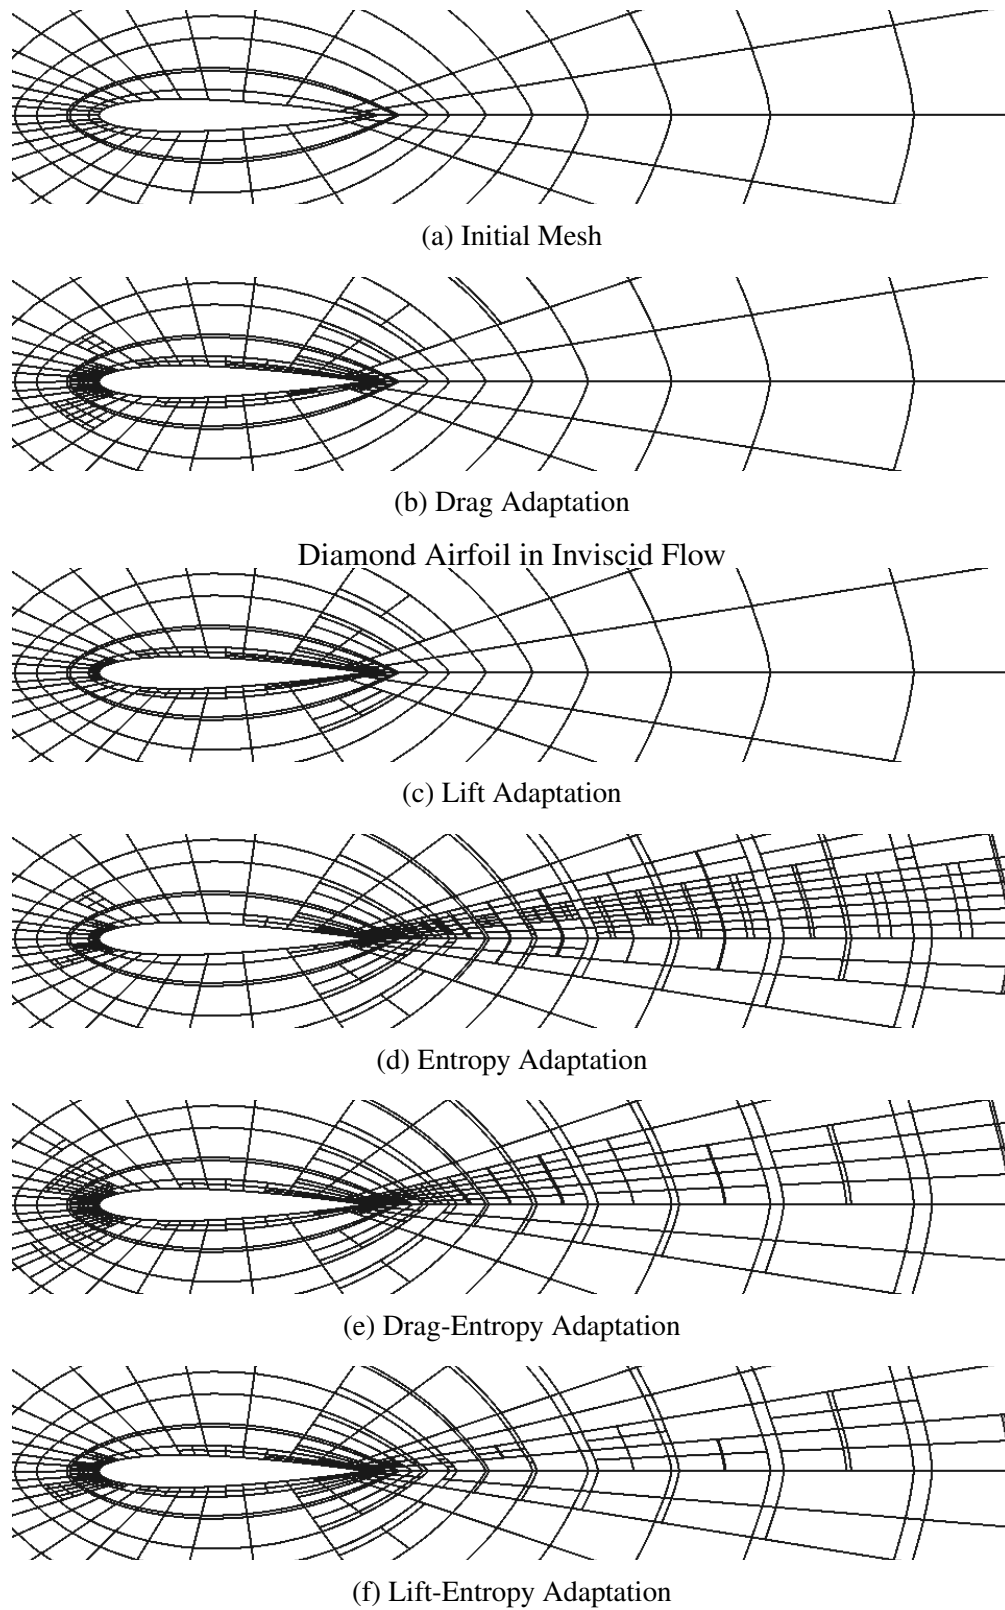 (a) Initial Mesh
(b) Drag Adaptation
Diamond Airfoil in Inviscid Flow
(c) Lift Adaptation
(d) Entropy Adaptation
(e) Drag-Entropy Adaptation
(f) Lift-Entropy Adaptation